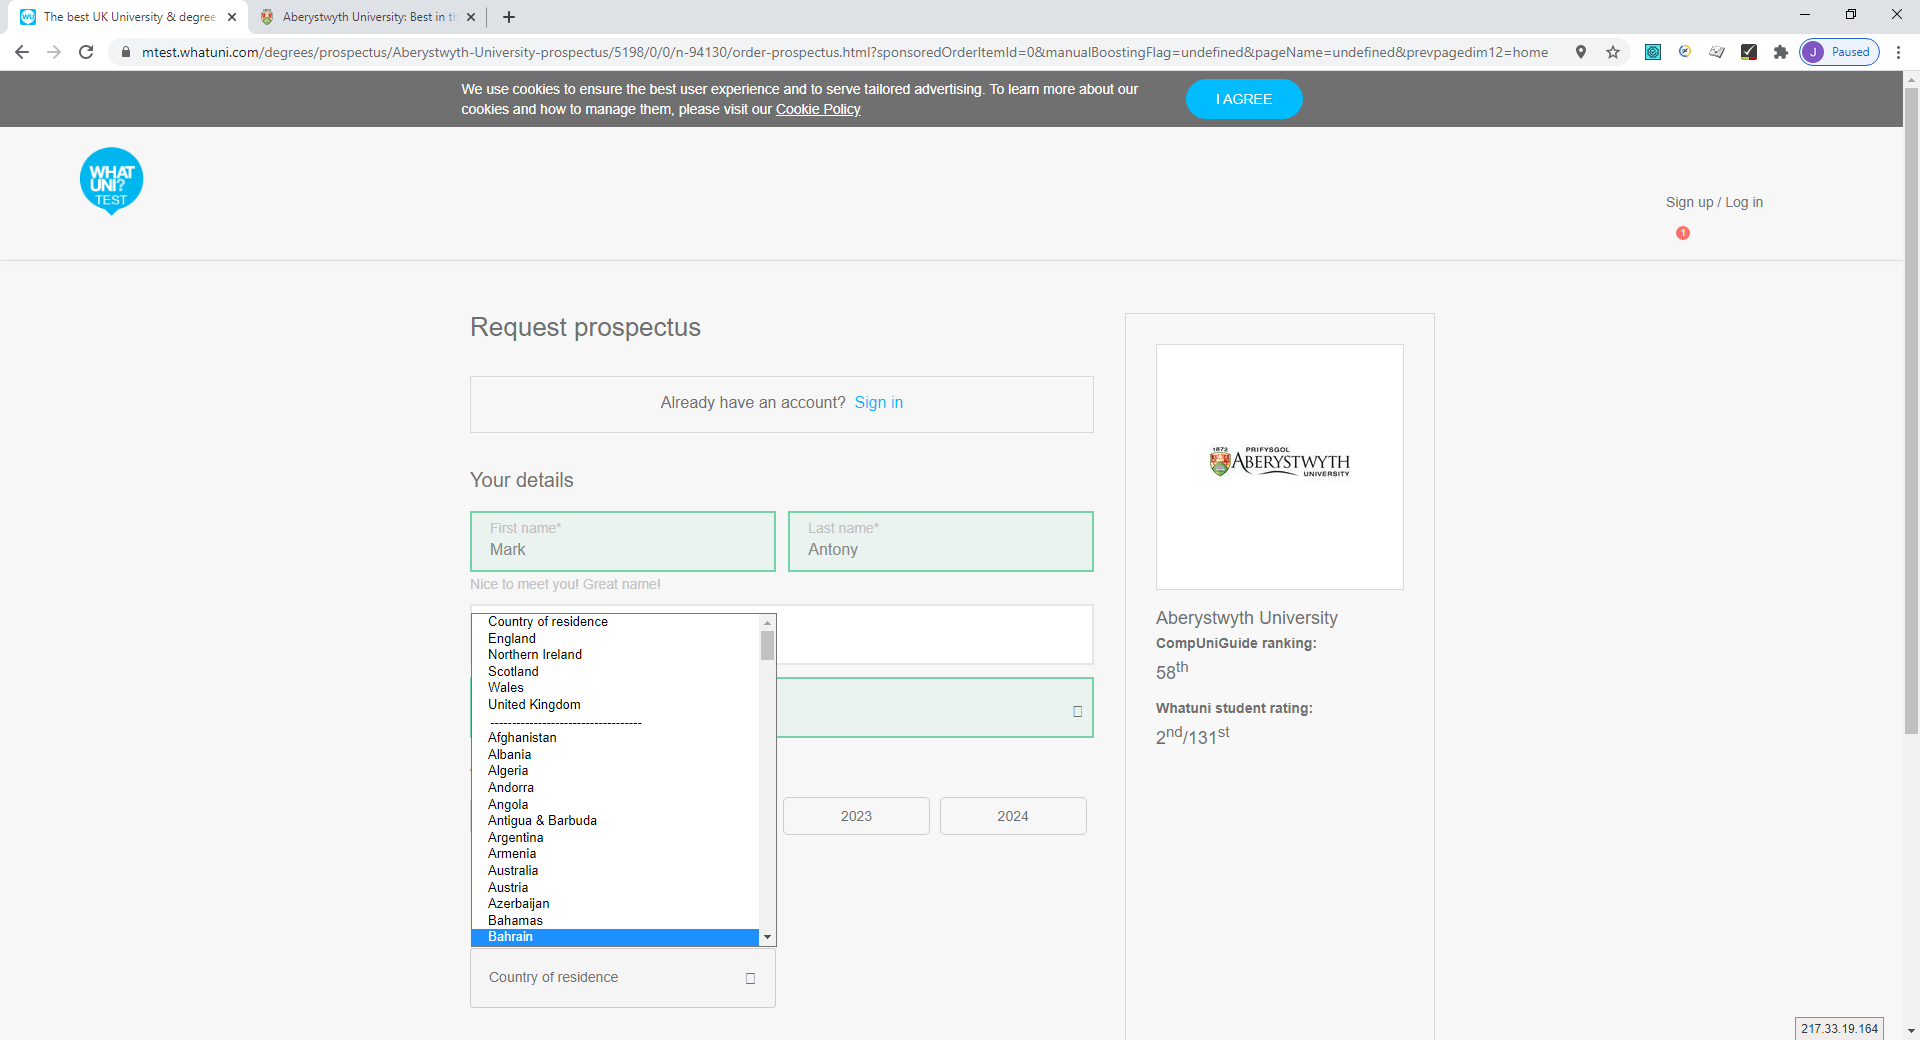 The best UK University & degree
Aberystwyth University: Best in th
mtest.whatuni.com/degrees/prospectus/Aberystwyth-University-prospectus/5198/0/0/n-94130/order-prospectus.html?sponsoredOrderItemId=0&manualBoostingFlag=undefined&pageName=undefined&prevpagedim12=home
J Paused
We use cookies to ensure the best user experience and to serve tailored advertising. To learn more about our
cookies and how to manage them, please visit our Cookie Policy
I AGREE
WHAT
UNI?
TEST
Sign up / Log in
1
Request prospectus
Already have an account? Sign in
Your details
First name*
Mark
Last name*
Antony
Nice to meet you! Great name!
Country of residence
England
Northern Ireland
Scotland
Wales
United Kingdom
-----------------------------------
Afghanistan
Albania
Algeria
Andorra
Angola
Antigua & Barbuda
Argentina
Armenia
Australia
Austria
Azerbaijan
Bahamas
Bahrain
2023
2024
Country of residence
1872
PRIFYSGOL
ABERYSTWYTH
UNIVERSITY
Aberystwyth University
CompUniGuide ranking:
58th
Whatuni student rating:
2nd/131st
217.33.19.164